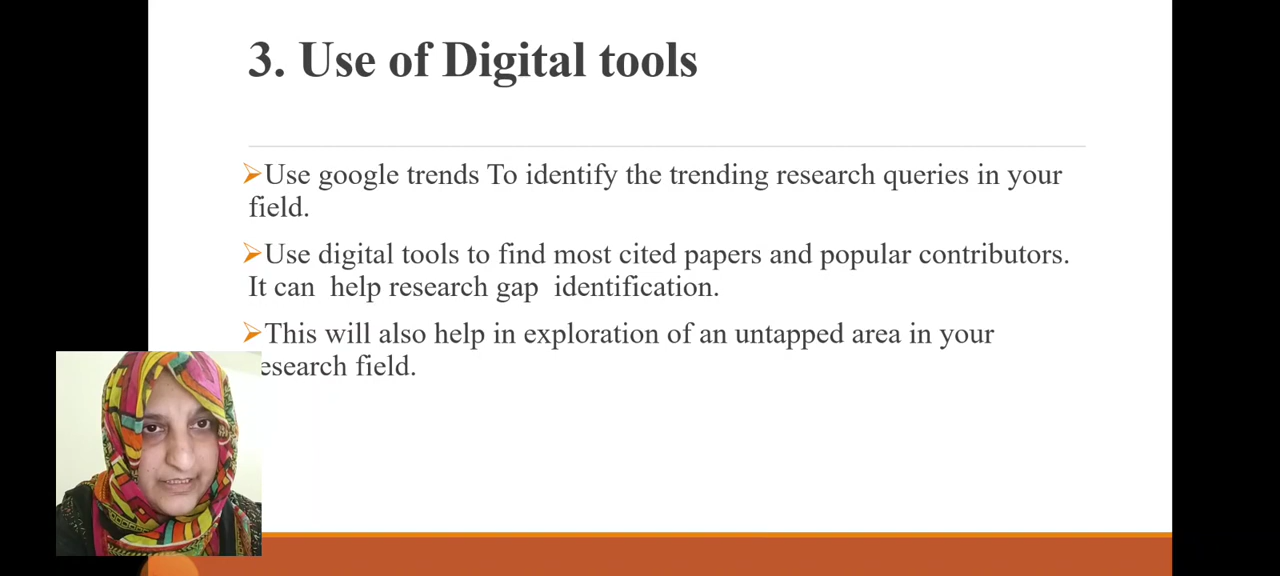 3. Use of Digital tools
➢Use google trends To identify the trending research queries in your
field.
➢Use digital tools to find most cited papers and popular contributors.
It can  help research gap  identification.
➢This will also help in exploration of an untapped area in your
esearch field.